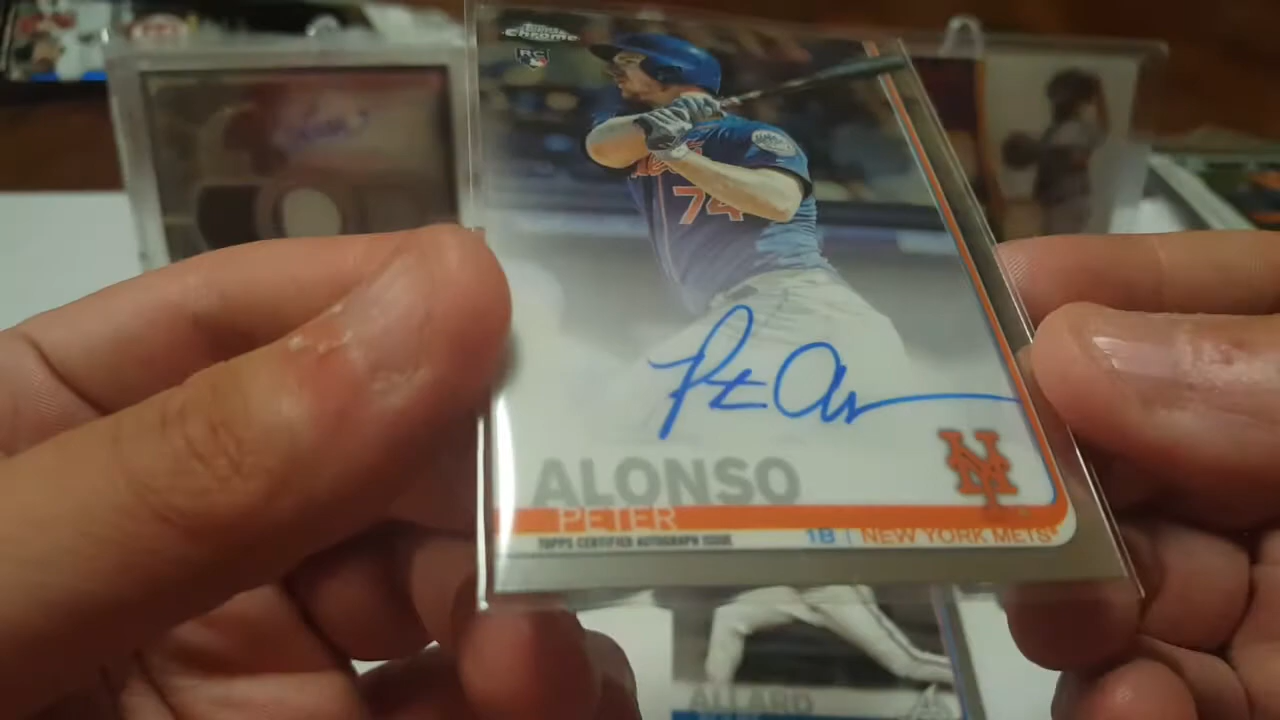 Topps
Chrome
RC
74
ALONSO
PETER
TOPPS CERTIFIED AUTOGRAPH ISSUE
1B | NEW YORK METS
ALLARD